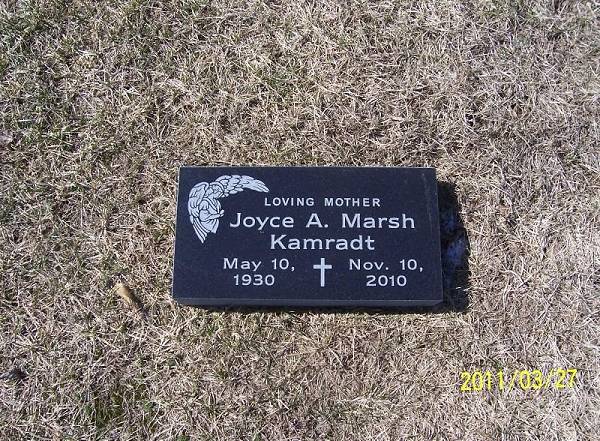 LOVING MOTHER
Joyce A. Marsh
Kamradt
May 10, Nov. 10,
1930 2010
2011/03/27